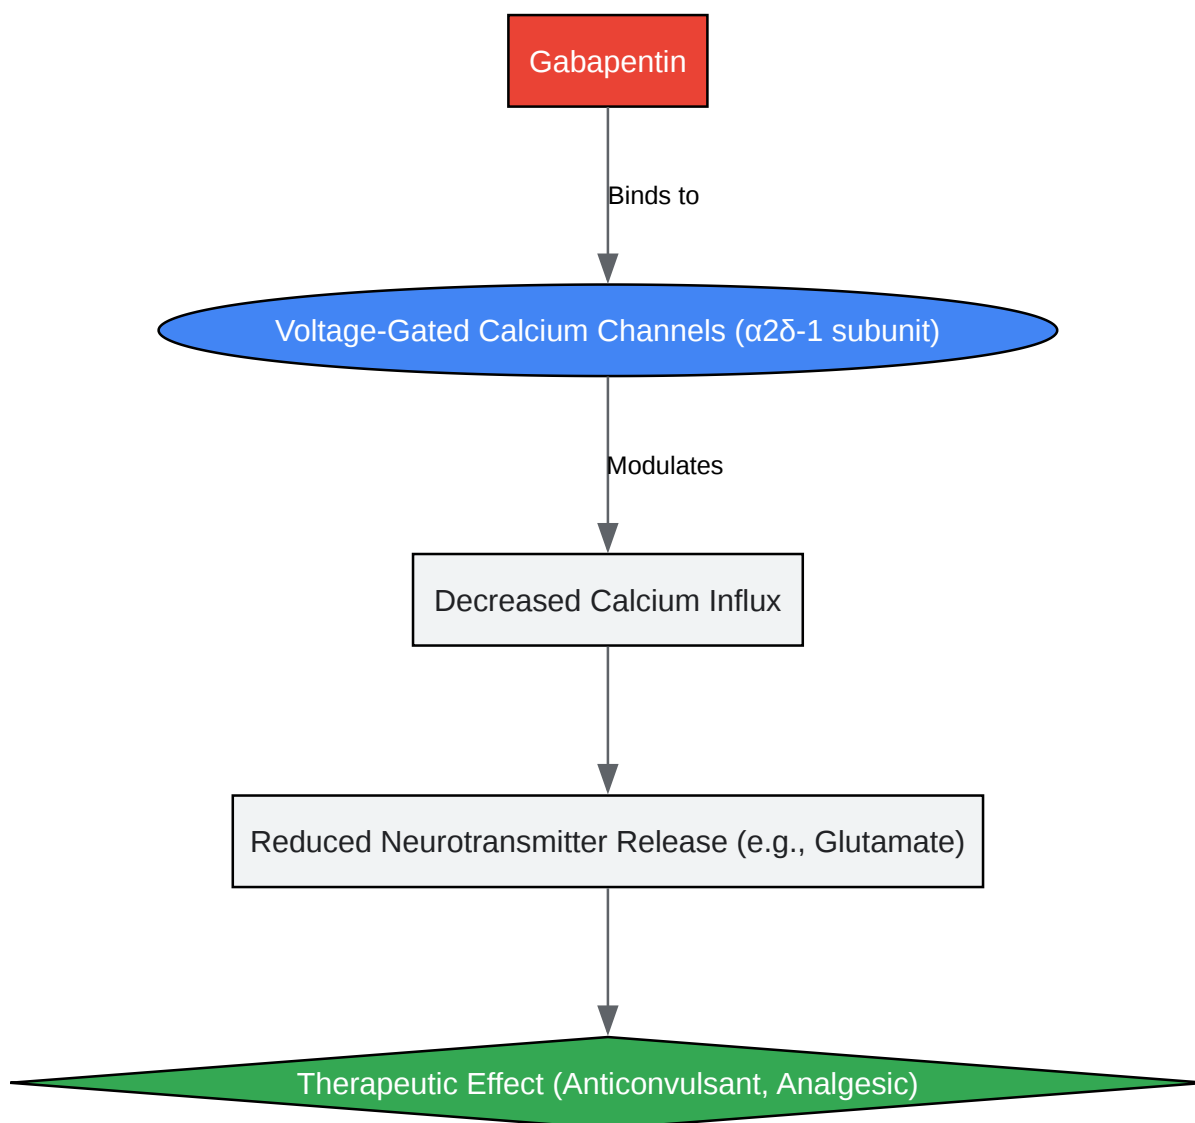 Gabapentin
Binds to
Voltage-Gated Calcium Channels (α2δ-1 subunit)
Modulates
Decreased Calcium Influx
Reduced Neurotransmitter Release (e.g., Glutamate)
Therapeutic Effect (Anticonvulsant, Analgesic)